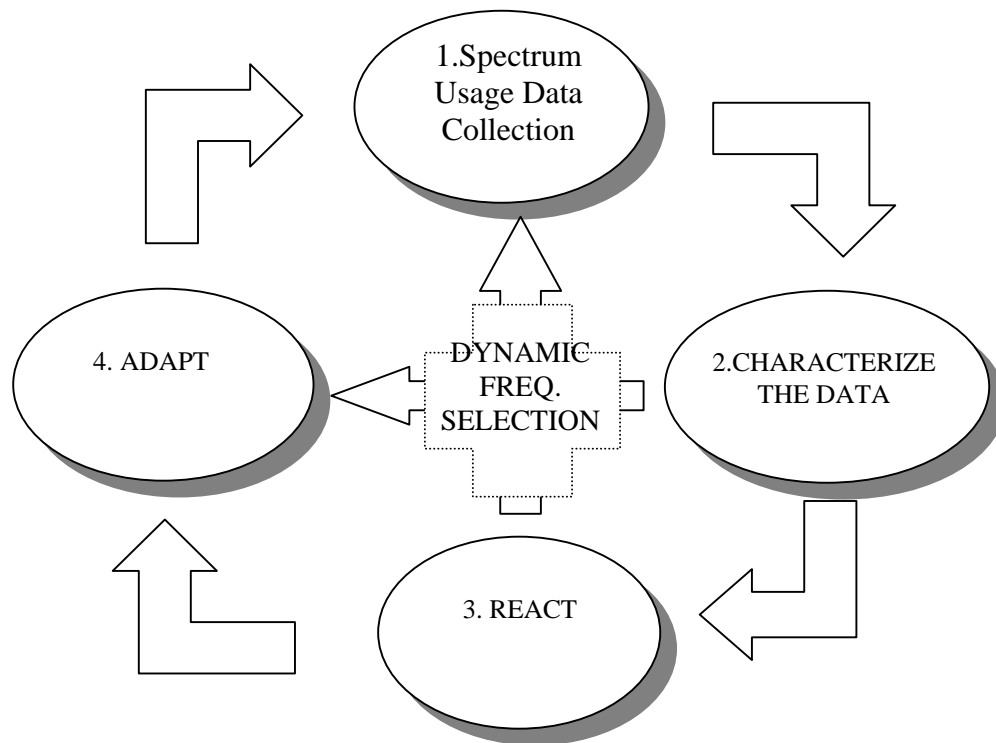 1.Spectrum
Usage Data
Collection
2.CHARACTERIZE
THE DATA
3. REACT
4. ADAPT
DYNAMIC
FREQ.
SELECTION